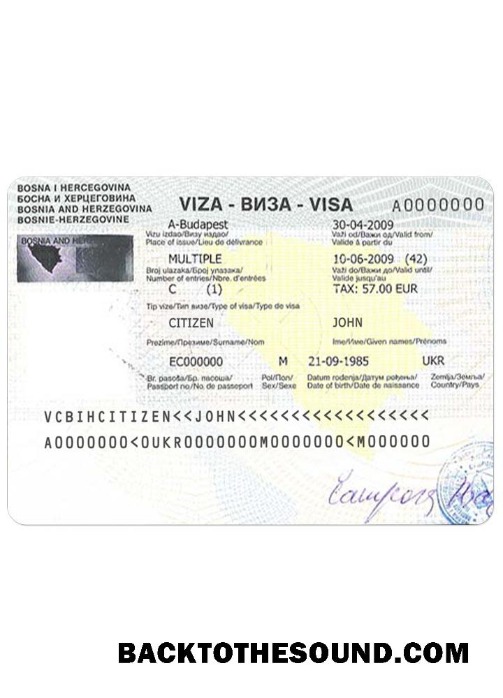 BOSNA I HERCEGOVINA
БОСНА И ХЕРЦЕГОВИНА
BOSNIA AND HERZEGOVINA
BOSNIE-HERZEGOVINE
VIZA - ВИЗА - VISA
A0000000
BOSNIA AND HE
A-Budapest 30-04-2009
Vizu izdao/Визу издао/ Važi od/Важи од/Valid from/
Place of issue/Lieu de délivrance Valide à partir du
MULTIPLE 10-06-2009 (42)
Broj ulazaka/Број улазака/ Važi do/Важи до/Valid until/
Number of entries/Nbre. d'entrées Valide jusqu'au
C (1) TAX: 57.00 EUR
Tip vize/Тип визе/Type of visa/Type do visa
CITIZEN JOHN
Prezime/Презиме/Surname/Nom Ime/Име/Given names/Prénoms
EC000000 M 21-09-1985 UKR
Br. pasoša/Бр. пасоша/ Pol/Пол/ Datum rođenja/Датум рођења/ Zemlja/Земља/
Passport no/No. de passeport Sex/Sexe Date of birth/Date de naissance Country/Pays
VCBIHCITIZEN<<JOHN<<<<<<<<<<<<<<<<<<
A0000000<0UKR0000000M0000000<M000000
BACKTOTHESOUND.COM